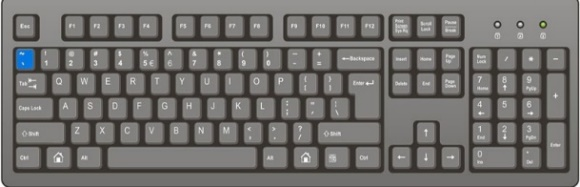 Esc F1 F2 F3 F4 F5 F6 F7 F8 F9 F10 F11 F12 Print Screen Sys Rq Scroll Lock Pause Break
~ ` ! 1 @ 2 # 3 $ 4 % 5 € ^ 6 & 7 * 8 ( 9 ) 0 _ - + = ←Backspace Insert Home Page Up Num Lock / * -
Tab Q W E R T Y U I O P { [ } ] Enter Delete End Page Down 7 Home 8 ↑ 9 PgUp +
Caps Lock A S D F G H J K L : ; " ' | \ 4 ← 5 6 →
⇧ Shift Z X C V B N M < , > . ? / ⇧ Shift ↑ 1 End 2 ↓ 3 PgDn Enter
Ctrl Alt Alt Ctrl ← ↓ → 0 Ins . Del